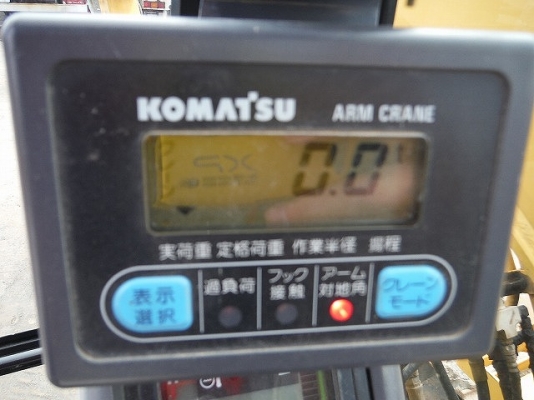 KOMATSU ARM CRANE
0.0 t
実荷重 定格荷重 作業半径 揚程
表示選択
過負荷
フック接触
アーム対地角
クレーンモード